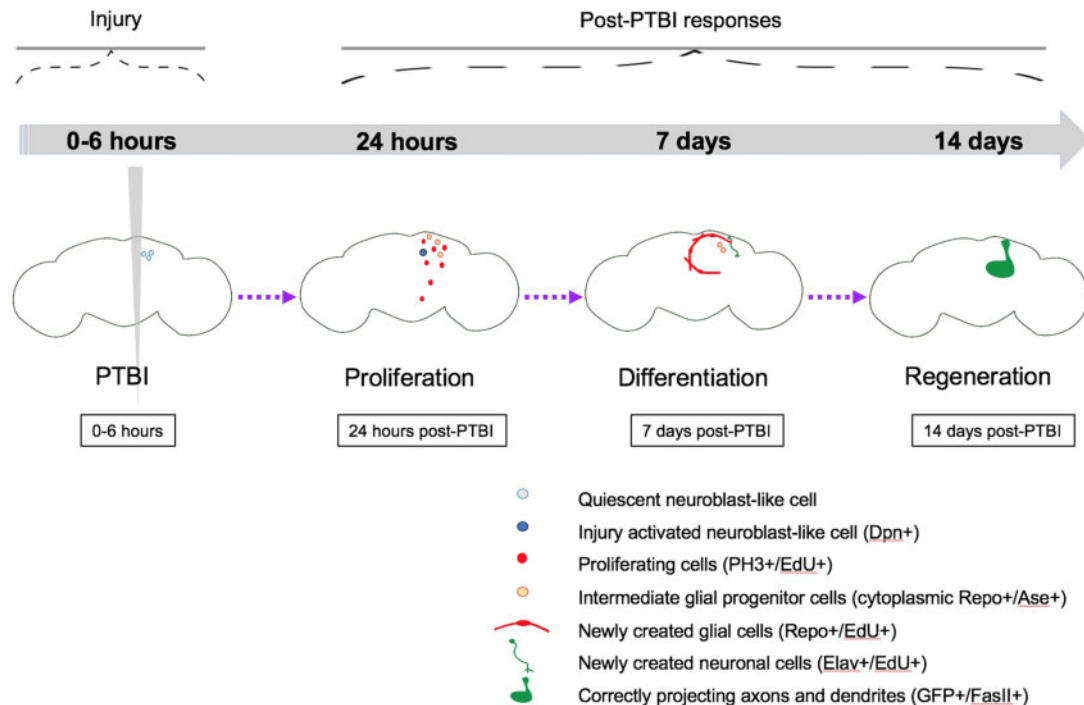 Injury
Post-PTBI responses
0-6 hours
24 hours
7 days
14 days
PTBI
Proliferation
Differentiation
Regeneration
0-6 hours
24 hours post-PTBI
7 days post-PTBI
14 days post-PTBI
Quiescent neuroblast-like cell
Injury activated neuroblast-like cell (Dpn+)
Proliferating cells (PH3+/EdU+)
Intermediate glial progenitor cells (cytoplasmic Repo+/Ase+)
Newly created glial cells (Repo+/EdU+)
Newly created neuronal cells (Elav+/EdU+)
Correctly projecting axons and dendrites (GFP+/FasII+)